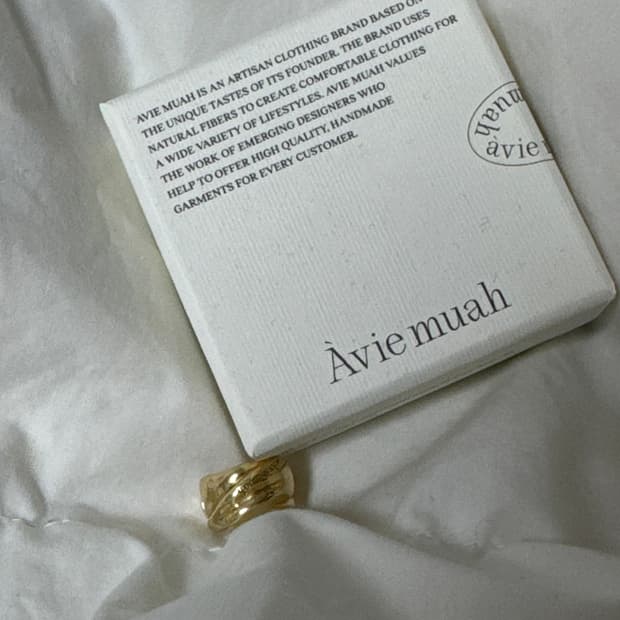 AVIE MUAH IS AN ARTISAN CLOTHING BRAND BASED ON
THE UNIQUE TASTES OF ITS FOUNDER. THE BRAND USES
NATURAL FIBERS TO CREATE COMFORTABLE CLOTHING FOR
A WIDE VARIETY OF LIFESTYLES. AVIE MUAH VALUES
THE WORK OF EMERGING DESIGNERS WHO
HELP TO OFFER HIGH QUALITY, HANDMADE
GARMENTS FOR EVERY CUSTOMER.
muah
àvie
Àvie muah